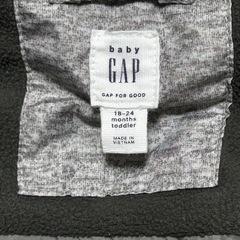 baby
GAP
GAP FOR GOOD
18-24
months
toddler
MADE IN
VIETNAM